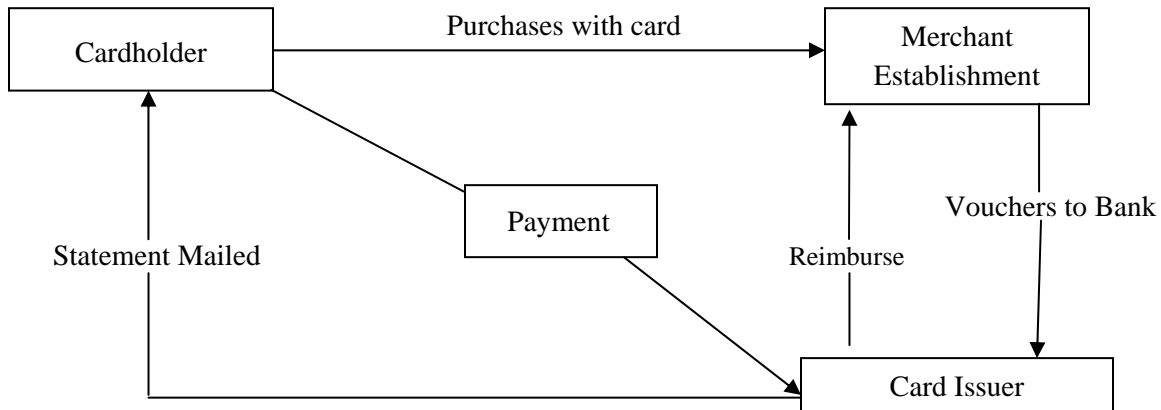 Purchases with card
Cardholder
Merchant
Establishment
Payment
Vouchers to Bank
Statement Mailed
Reimburse
Card Issuer